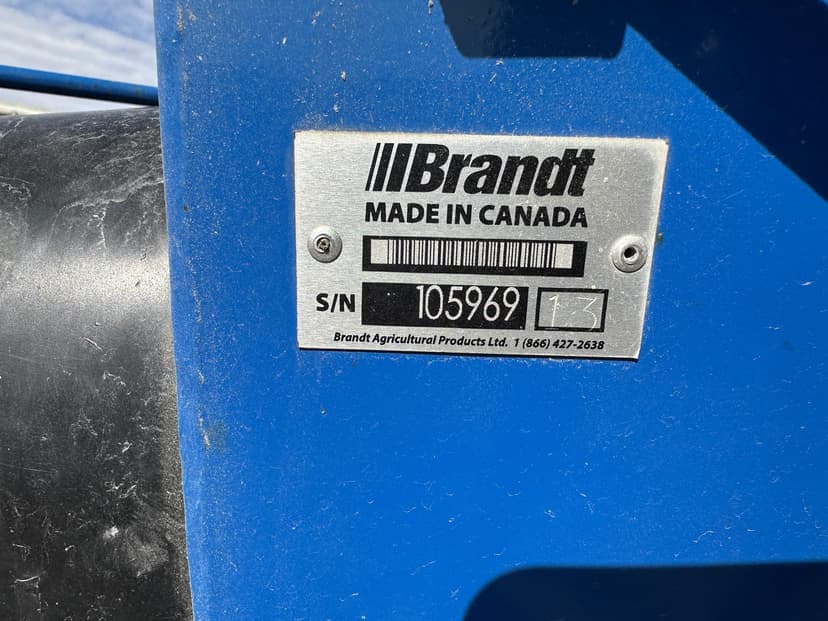 Brandt
MADE IN CANADA
S/N 105969 13
Brandt Agricultural Products Ltd. 1 (866) 427-2638